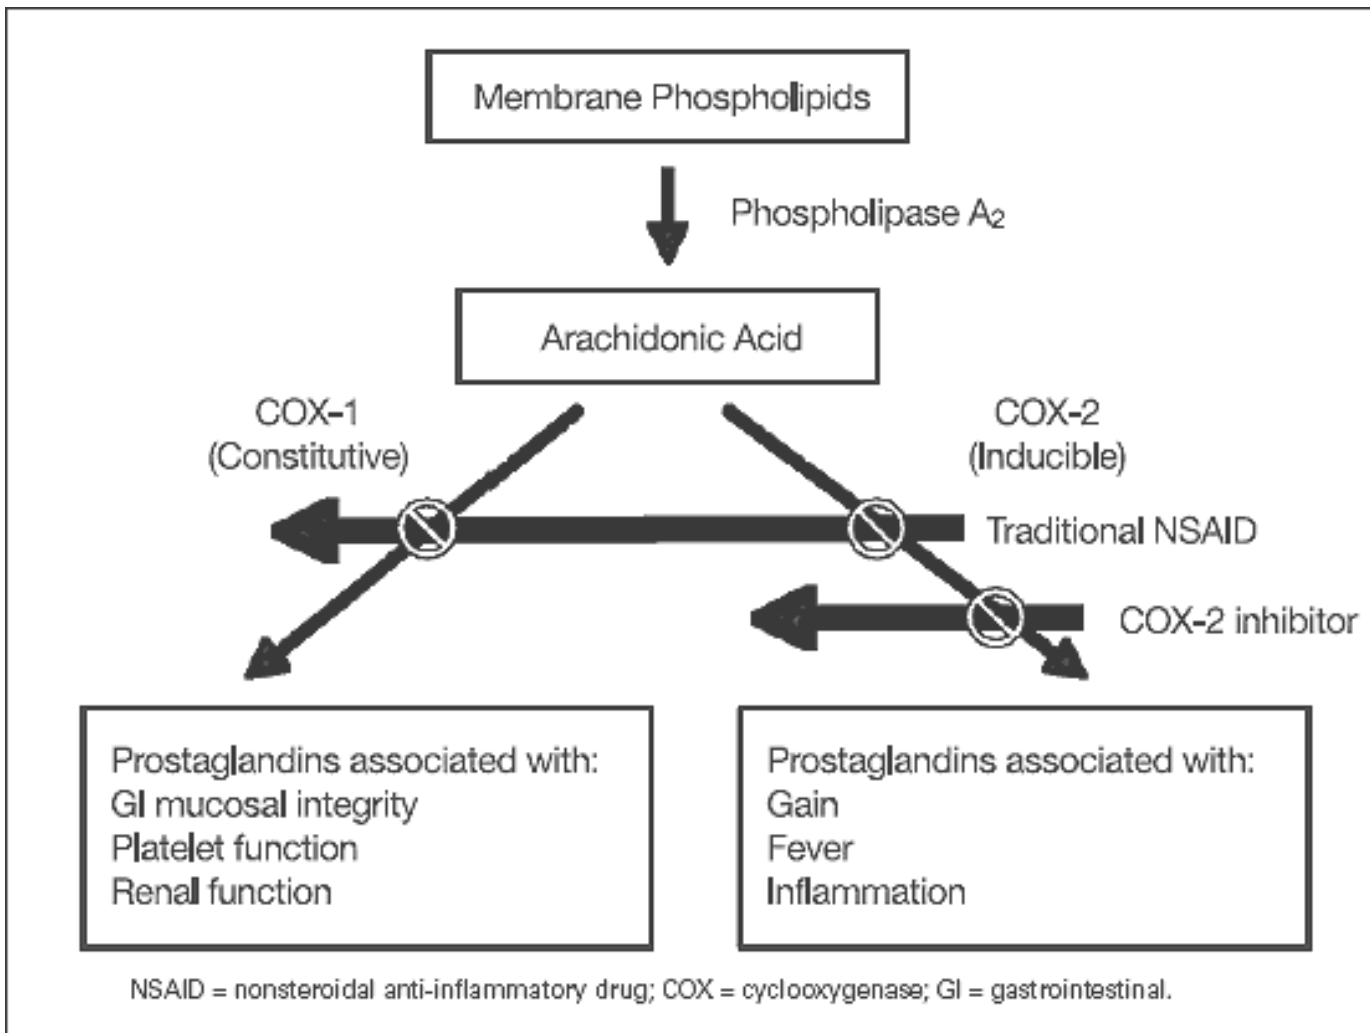 Membrane Phospholipids
Phospholipase A₂
Arachidonic Acid
COX-1
(Constitutive)
COX-2
(Inducible)
Traditional NSAID
COX-2 inhibitor
Prostaglandins associated with:
GI mucosal integrity
Platelet function
Renal function
Prostaglandins associated with:
Gain
Fever
Inflammation
NSAID = nonsteroidal anti-inflammatory drug; COX = cyclooxygenase; GI = gastrointestinal.